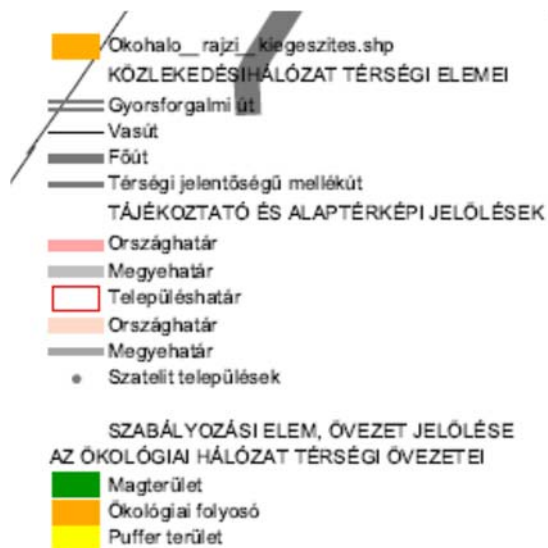 Okohalo__rajzi__kiegeszites.shp
KÖZLEKEDÉSI HÁLÓZAT TÉRSÉGI ELEMEI
Gyorsforgalmi út
Vasút
Főút
Térségi jelentőségű mellékút
TÁJÉKOZTATÓ ÉS ALAPTÉRKÉPI JELÖLÉSEK
Országhatár
Megyehatár
Településhatár
Országhatár
Megyehatár
Szatelit települések
SZABÁLYOZÁSI ELEM, ÖVEZET JELÖLÉSE
AZ ÖKOLÓGIAI HÁLÓZAT TÉRSÉGI ÖVEZETEI
Magterület
Ökológiai folyosó
Puffer terület